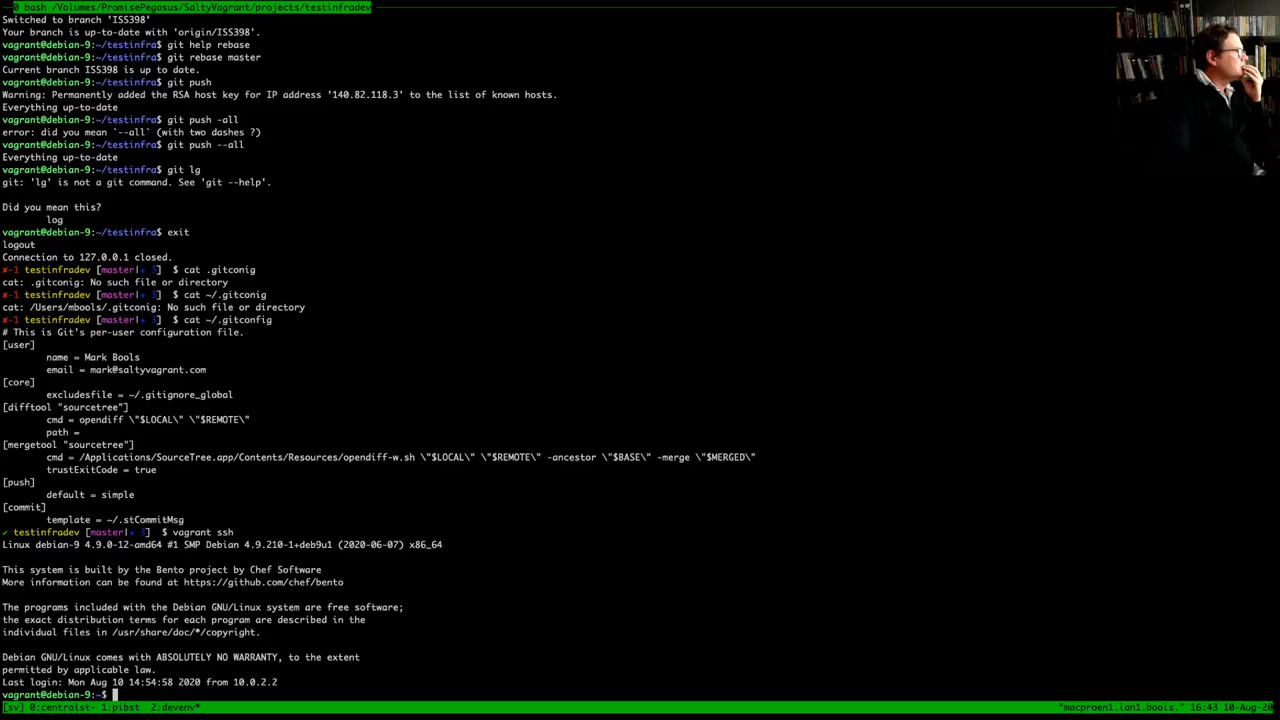 0 bash /Volumes/PromisePegasus/SaltyVagrant/projects/testinfradev
Switched to branch 'ISS398'
Your branch is up-to-date with 'origin/ISS398'.
vagrant@debian-9:~/testinfra$ git help rebase
vagrant@debian-9:~/testinfra$ git rebase master
Current branch ISS398 is up to date.
vagrant@debian-9:~/testinfra$ git push
Warning: Permanently added the RSA host key for IP address '140.82.118.3' to the list of known hosts.
Everything up-to-date
vagrant@debian-9:~/testinfra$ git push -all
error: did you mean `--all` (with two dashes ?)
vagrant@debian-9:~/testinfra$ git push --all
Everything up-to-date
vagrant@debian-9:~/testinfra$ git lg
git: 'lg' is not a git command. See 'git --help'.
Did you mean this?
log
vagrant@debian-9:~/testinfra$ exit
logout
Connection to 127.0.0.1 closed.
✘-1 testinfradev [master|+ 3] $ cat .gitconig
cat: .gitconig: No such file or directory
✘-1 testinfradev [master|+ 3] $ cat ~/.gitconig
cat: /Users/mbools/.gitconig: No such file or directory
✘-1 testinfradev [master|+ 3] $ cat ~/.gitconfig
# This is Git's per-user configuration file.
[user]
name = Mark Bools
email = mark@saltyvagrant.com
[core]
excludesfile = ~/.gitignore_global
[difftool "sourcetree"]
cmd = opendiff \"$LOCAL\" \"$REMOTE\"
path =
[mergetool "sourcetree"]
cmd = /Applications/SourceTree.app/Contents/Resources/opendiff-w.sh \"$LOCAL\" \"$REMOTE\" -ancestor \"$BASE\" -merge \"$MERGED\"
trustExitCode = true
[push]
default = simple
[commit]
template = ~/.stCommitMsg
✔ testinfradev [master|+ 3] $ vagrant ssh
Linux debian-9 4.9.0-12-amd64 #1 SMP Debian 4.9.210-1+deb9u1 (2020-06-07) x86_64
This system is built by the Bento project by Chef Software
More information can be found at https://github.com/chef/bento
The programs included with the Debian GNU/Linux system are free software;
the exact distribution terms for each program are described in the
individual files in /usr/share/doc/*/copyright.
Debian GNU/Linux comes with ABSOLUTELY NO WARRANTY, to the extent
permitted by applicable law.
Last login: Mon Aug 10 14:54:58 2020 from 10.0.2.2
vagrant@debian-9:~$
[sv] 0:centralst- 1:pibst 2:devenv* "macproen1.lan1.bools." 16:43 10-Aug-20